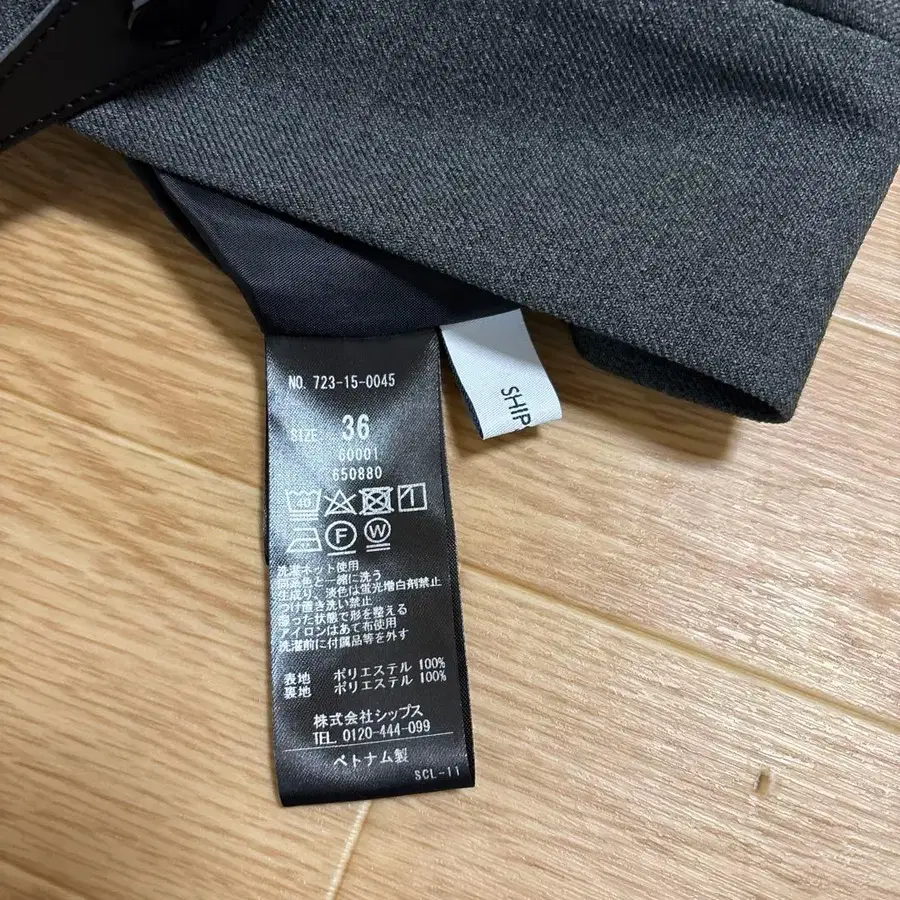 NO. 723-15-0045
SIZE 36
60001
650880
40
F W
洗濯ネット使用
同系色と一緒に洗う
生成り、淡色は蛍光増白剤禁止
つけ置き洗い禁止
湿った状態で形を整える
アイロンはあて布使用
洗濯前に付属品等を外す
表地 ポリエステル 100%
裏地 ポリエステル 100%
株式会社シップス
TEL. 0120-444-099
ベトナム製
SCL-11
SHIP